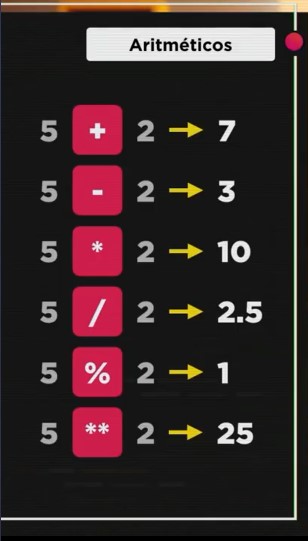 Aritméticos
5 + 2 → 7
5 - 2 → 3
5 * 2 → 10
5 / 2 → 2.5
5 % 2 → 1
5 ** 2 → 25